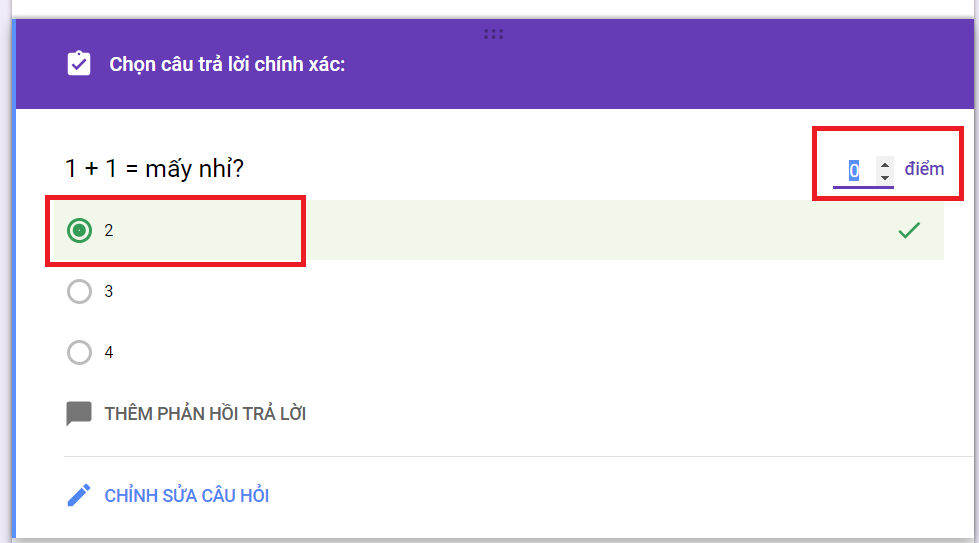 Chọn câu trả lời chính xác:
1 + 1 = mấy nhỉ?
0 điểm
2
3
4
THÊM PHẢN HỒI TRẢ LỜI
CHỈNH SỬA CÂU HỎI